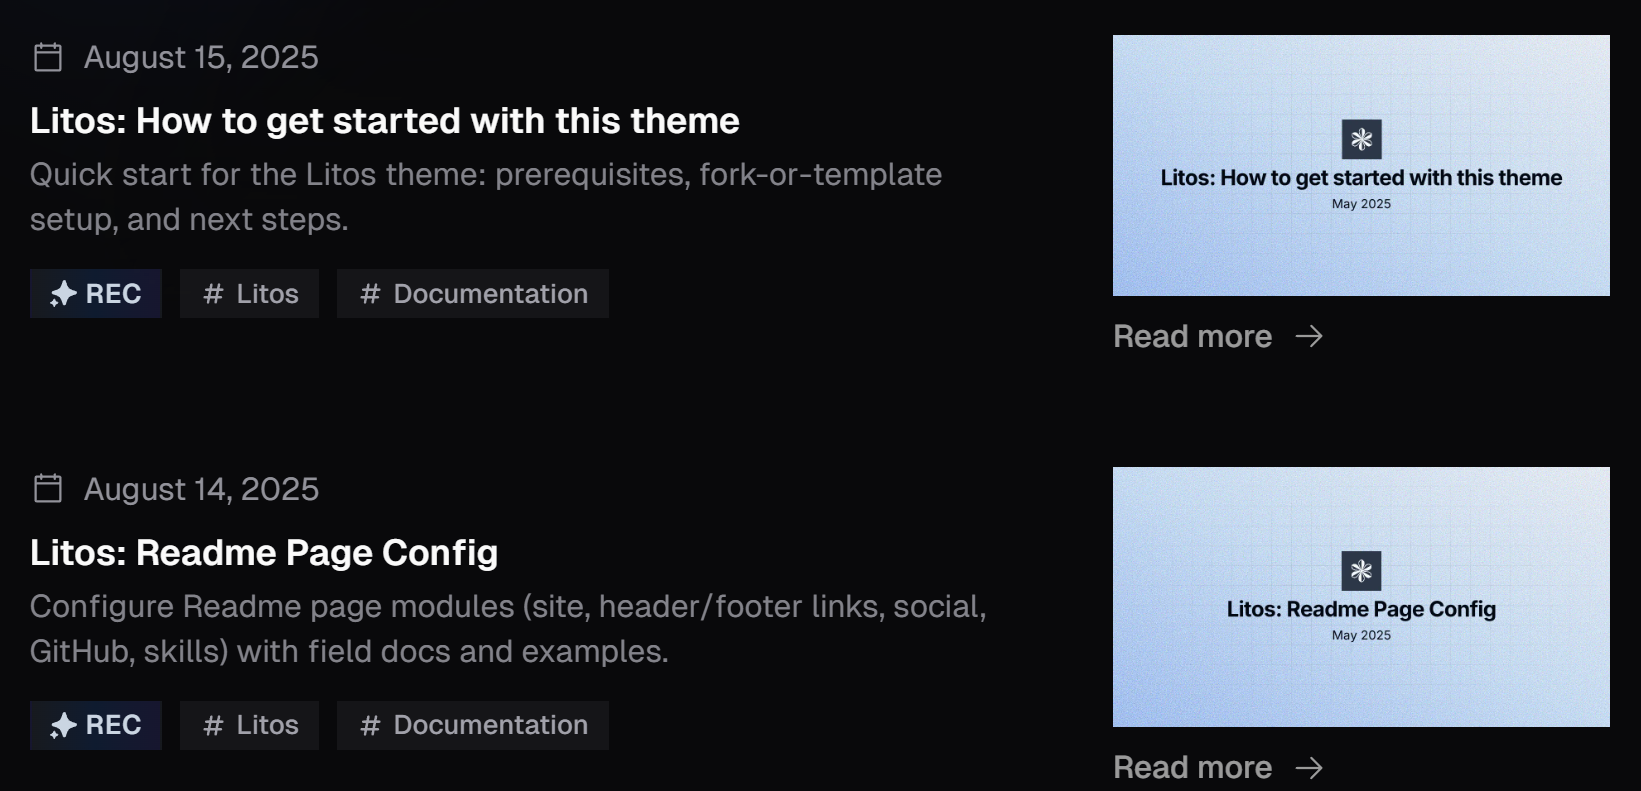 August 15, 2025
Litos: How to get started with this theme
Quick start for the Litos theme: prerequisites, fork-or-template
setup, and next steps.
REC # Litos # Documentation
Litos: How to get started with this theme
May 2025
Read more →
August 14, 2025
Litos: Readme Page Config
Configure Readme page modules (site, header/footer links, social,
GitHub, skills) with field docs and examples.
REC # Litos # Documentation
Litos: Readme Page Config
May 2025
Read more →